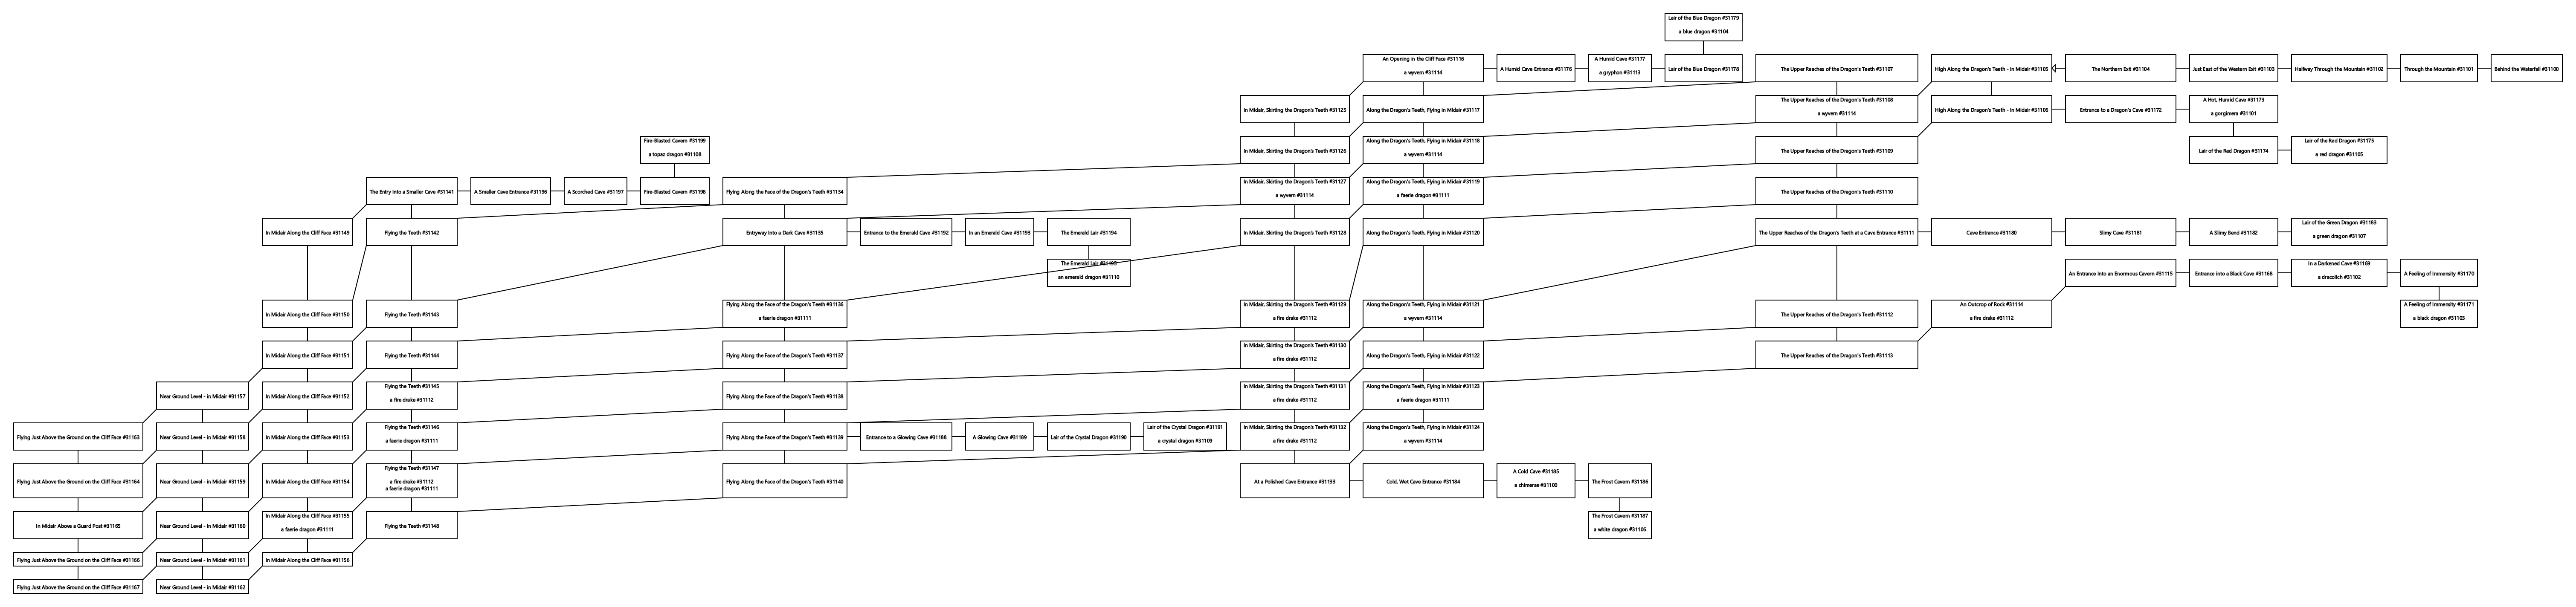 Lair of the Blue Dragon #31179
a blue dragon #31104
An Opening in the Cliff Face #31116
a wyvern #31114
A Humid Cave Entrance #31176
A Humid Cave #31177
a gryphon #31113
Lair of the Blue Dragon #31178
The Upper Reaches of the Dragon's Teeth #31107
High Along the Dragon's Teeth - In Midair #31105
The Northern Exit #31104
Just East of the Western Exit #31103
Halfway Through the Mountain #31102
Through the Mountain #31101
Behind the Waterfall #31100
In Midair, Skirting the Dragon's Teeth #31125
Along the Dragon's Teeth, Flying in Midair #31117
The Upper Reaches of the Dragon's Teeth #31108
a wyvern #31114
High Along the Dragon's Teeth - In Midair #31106
Entrance to a Dragon's Cave #31172
A Hot, Humid Cave #31173
a gorgimera #31101
Fire-Blasted Cavern #31199
a topaz dragon #31108
In Midair, Skirting the Dragon's Teeth #31126
Along the Dragon's Teeth, Flying in Midair #31118
a wyvern #31114
The Upper Reaches of the Dragon's Teeth #31109
Lair of the Red Dragon #31174
Lair of the Red Dragon #31175
a red dragon #31105
The Entry Into a Smaller Cave #31141
A Smaller Cave Entrance #31196
A Scorched Cave #31197
Fire-Blasted Cavern #31198
Flying Along the Face of the Dragon's Teeth #31134
In Midair, Skirting the Dragon's Teeth #31127
a wyvern #31114
Along the Dragon's Teeth, Flying in Midair #31119
a faerie dragon #31111
The Upper Reaches of the Dragon's Teeth #31110
In Midair Along the Cliff Face #31149
Flying the Teeth #31142
Entryway Into a Dark Cave #31135
Entrance to the Emerald Cave #31192
In an Emerald Cave #31193
The Emerald Lair #31194
In Midair, Skirting the Dragon's Teeth #31128
Along the Dragon's Teeth, Flying in Midair #31120
The Upper Reaches of the Dragon's Teeth at a Cave Entrance #31111
Cave Entrance #31180
Slimy Cave #31181
A Slimy Bend #31182
Lair of the Green Dragon #31183
a green dragon #31107
The Emerald Lair #31195
an emerald dragon #31110
An Entrance Into an Enormous Cavern #31115
Entrance into a Black Cave #31168
In a Darkened Cave #31169
a dracolich #31102
A Feeling of Immensity #31170
In Midair Along the Cliff Face #31150
Flying the Teeth #31143
Flying Along the Face of the Dragon's Teeth #31136
a faerie dragon #31111
In Midair, Skirting the Dragon's Teeth #31129
a fire drake #31112
Along the Dragon's Teeth, Flying in Midair #31121
a wyvern #31114
The Upper Reaches of the Dragon's Teeth #31112
An Outcrop of Rock #31114
a fire drake #31112
A Feeling of Immensity #31171
a black dragon #31103
In Midair Along the Cliff Face #31151
Flying the Teeth #31144
Flying Along the Face of the Dragon's Teeth #31137
In Midair, Skirting the Dragon's Teeth #31130
a fire drake #31112
Along the Dragon's Teeth, Flying in Midair #31122
The Upper Reaches of the Dragon's Teeth #31113
Near Ground Level - in Midair #31157
In Midair Along the Cliff Face #31152
Flying the Teeth #31145
a fire drake #31112
Flying Along the Face of the Dragon's Teeth #31138
In Midair, Skirting the Dragon's Teeth #31131
a fire drake #31112
Along the Dragon's Teeth, Flying in Midair #31123
a faerie dragon #31111
Flying Just Above the Ground on the Cliff Face #31163
Near Ground Level - in Midair #31158
In Midair Along the Cliff Face #31153
Flying the Teeth #31146
a faerie dragon #31111
Flying Along the Face of the Dragon's Teeth #31139
Entrance to a Glowing Cave #31188
A Glowing Cave #31189
Lair of the Crystal Dragon #31190
Lair of the Crystal Dragon #31191
a crystal dragon #31109
In Midair, Skirting the Dragon's Teeth #31132
a fire drake #31112
Along the Dragon's Teeth, Flying in Midair #31124
a wyvern #31114
Flying Just Above the Ground on the Cliff Face #31164
Near Ground Level - in Midair #31159
In Midair Along the Cliff Face #31154
Flying the Teeth #31147
a fire drake #31112
a faerie dragon #31111
Flying Along the Face of the Dragon's Teeth #31140
At a Polished Cave Entrance #31133
Cold, Wet Cave Entrance #31184
A Cold Cave #31185
a chimerae #31100
The Frost Cavern #31186
In Midair Above a Guard Post #31165
Near Ground Level - in Midair #31160
In Midair Along the Cliff Face #31155
a faerie dragon #31111
Flying the Teeth #31148
The Frost Cavern #31187
a white dragon #31106
Flying Just Above the Ground on the Cliff Face #31166
Near Ground Level - in Midair #31161
In Midair Along the Cliff Face #31156
Flying Just Above the Ground on the Cliff Face #31167
Near Ground Level - in Midair #31162